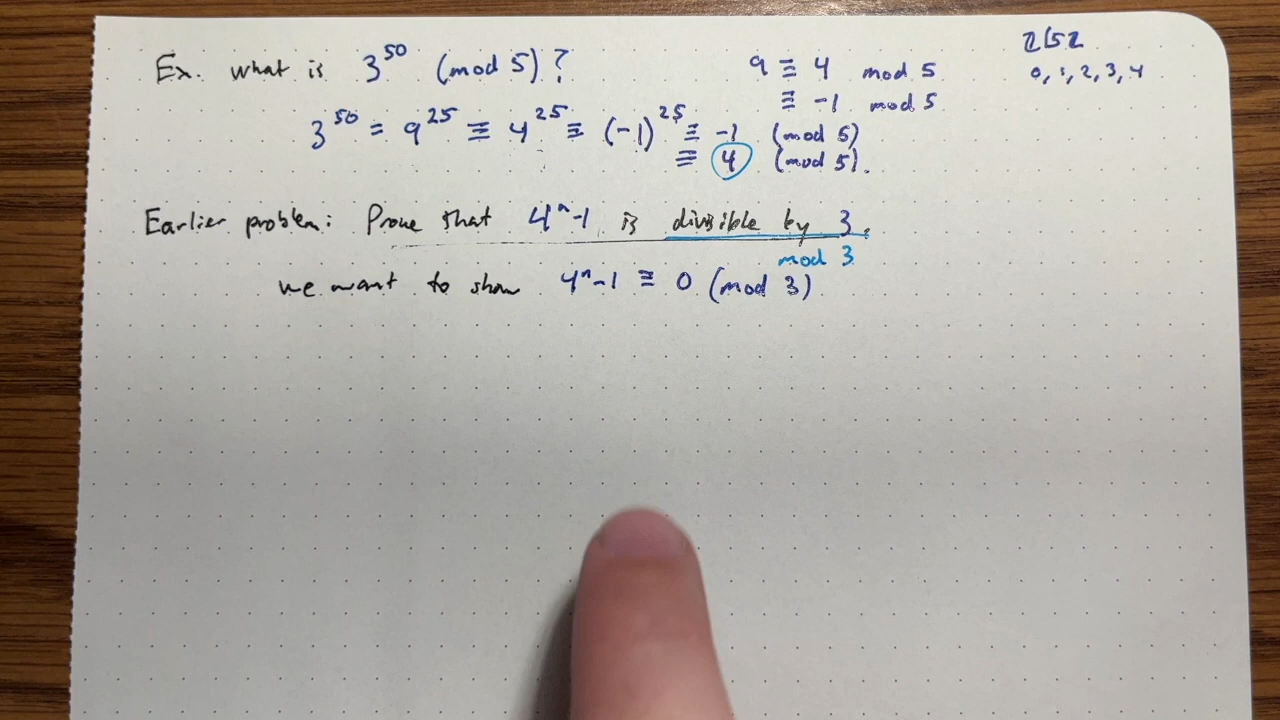 Ex. what is 3^50 (mod 5)?
9 ≡ 4 mod 5
≡ -1 mod 5
0, 1, 2, 3, 4
3^50 = 9^25 ≡ 4^25 ≡ (-1)^25 ≡ -1 (mod 5)
≡ 4 (mod 5).
Earlier problem: Prove that 4^n-1 is divisible by 3.
mod 3
we want to show 4^n-1 ≡ 0 (mod 3)